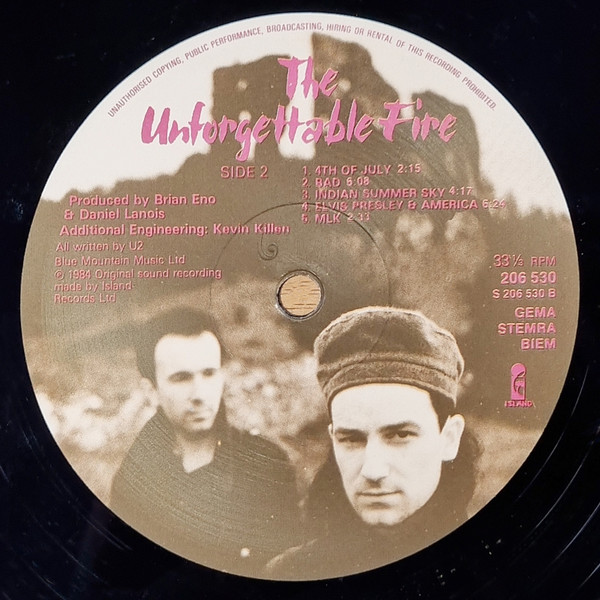 UNAUTHORISED COPYING, PUBLIC PERFORMANCE, BROADCASTING, HIRING OR RENTAL OF THIS RECORDING PROHIBITED.
The
Unforgettable Fire
SIDE 2
1. 4TH OF JULY 2:15
2. BAD 6:08
3. INDIAN SUMMER SKY 4:17
4. ELVIS PRESLEY & AMERICA 6:24
5. MLK 2:33
Produced by Brian Eno
& Daniel Lanois
Additional Engineering: Kevin Killen
All written by U2
Blue Mountain Music Ltd
℗ 1984 Original sound recording
made by Island
Records Ltd
33⅓ RPM
206 530
S 206 530 B
GEMA
STEMRA
BIEM
ISLAND